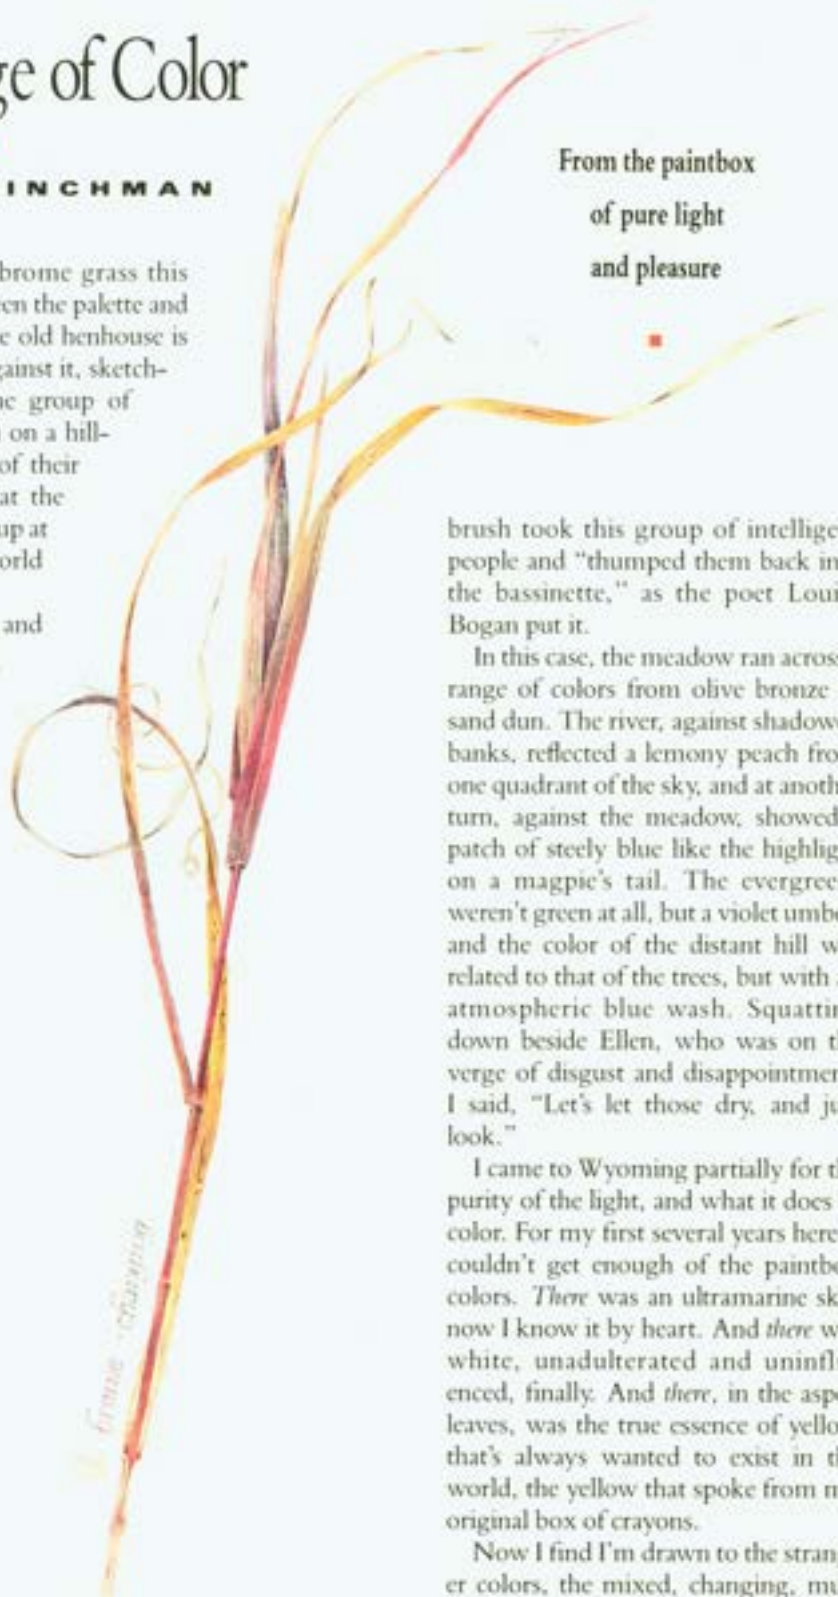 ge of Color
INCHMAN
From the paintbox
of pure light
and pleasure
brome grass this
en the palette and
e old henhouse is
gainst it, sketch-
ne group of
on a hill-
of their
at the
up at
orld
and
brush took this group of intellige
people and “thumped them back in
the bassinette,” as the poet Loui
Bogan put it.
In this case, the meadow ran across
range of colors from olive bronze
sand dun. The river, against shadow
banks, reflected a lemony peach fro
one quadrant of the sky, and at anoth
turn, against the meadow, showed
patch of steely blue like the highlig
on a magpie's tail. The evergree
weren't green at all, but a violet umbe
and the color of the distant hill w
related to that of the trees, but with
atmospheric blue wash. Squattin
down beside Ellen, who was on t
verge of disgust and disappointmen
I said, “Let's let those dry, and ju
look.”
I came to Wyoming partially for th
purity of the light, and what it does
color. For my first several years here
couldn't get enough of the paintbo
colors. There was an ultramarine sk
now I know it by heart. And there w
white, unadulterated and uninflu
enced, finally. And there, in the aspe
leaves, was the true essence of yello
that's always wanted to exist in th
world, the yellow that spoke from m
original box of crayons.
Now I find I'm drawn to the strang
er colors, the mixed, changing, mu
brome